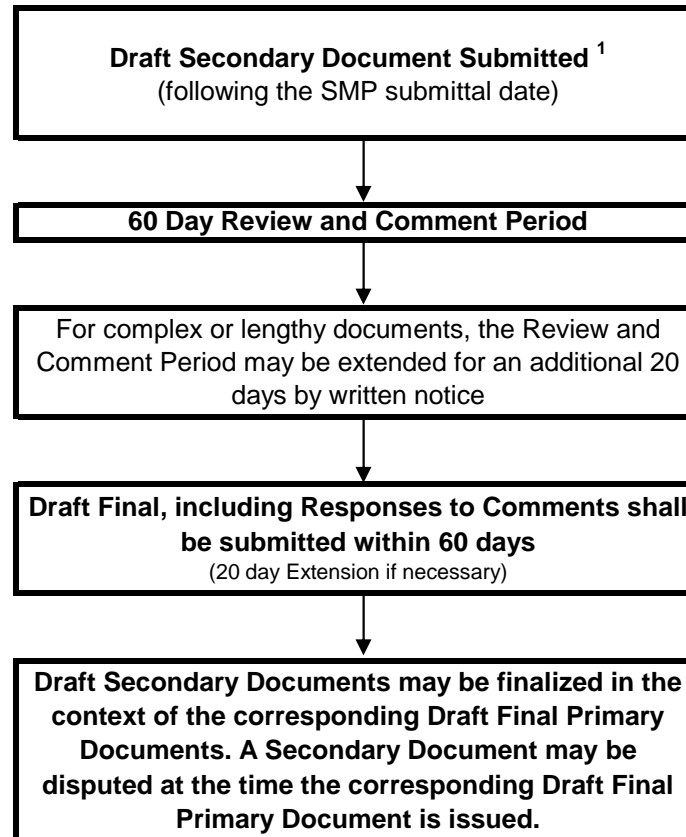 Draft Secondary Document Submitted 1
(following the SMP submittal date)
60 Day Review and Comment Period
For complex or lengthy documents, the Review and
Comment Period may be extended for an additional 20
days by written notice
Draft Final, including Responses to Comments shall
be submitted within 60 days
(20 day Extension if necessary)
Draft Secondary Documents may be finalized in the
context of the corresponding Draft Final Primary
Documents. A Secondary Document may be
disputed at the time the corresponding Draft Final
Primary Document is issued.